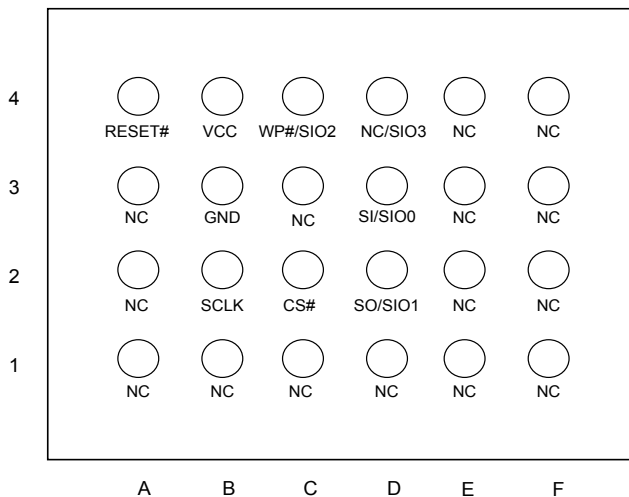 4
RESET# VCC WP#/SIO2 NC/SIO3 NC NC
3
NC GND NC SI/SIO0 NC NC
2
NC SCLK CS# SO/SIO1 NC NC
1
NC NC NC NC NC NC
A B C D E F